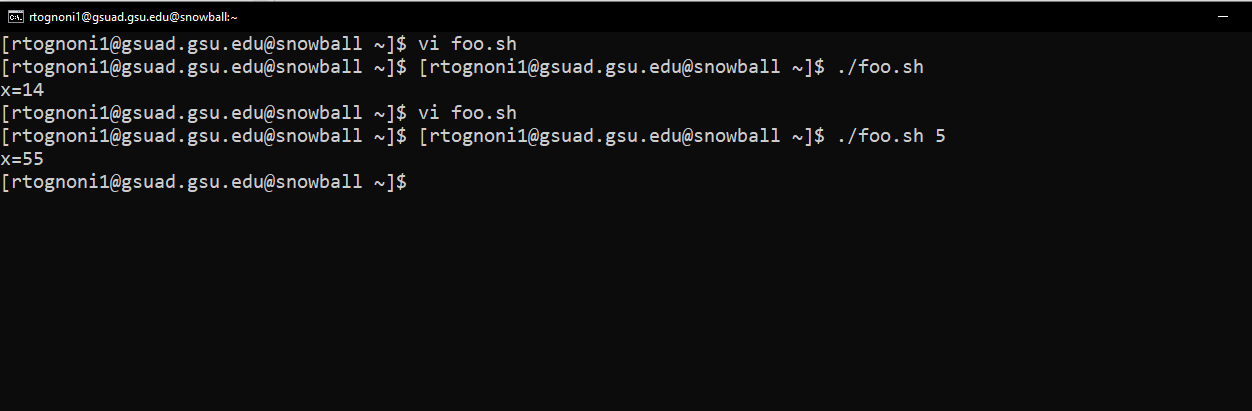 rtognoni1@gsuad.gsu.edu@snowball:~
[rtognoni1@gsuad.gsu.edu@snowball ~]$ vi foo.sh
[rtognoni1@gsuad.gsu.edu@snowball ~]$ [rtognoni1@gsuad.gsu.edu@snowball ~]$ ./foo.sh
x=14
[rtognoni1@gsuad.gsu.edu@snowball ~]$ vi foo.sh
[rtognoni1@gsuad.gsu.edu@snowball ~]$ [rtognoni1@gsuad.gsu.edu@snowball ~]$ ./foo.sh 5
x=55
[rtognoni1@gsuad.gsu.edu@snowball ~]$